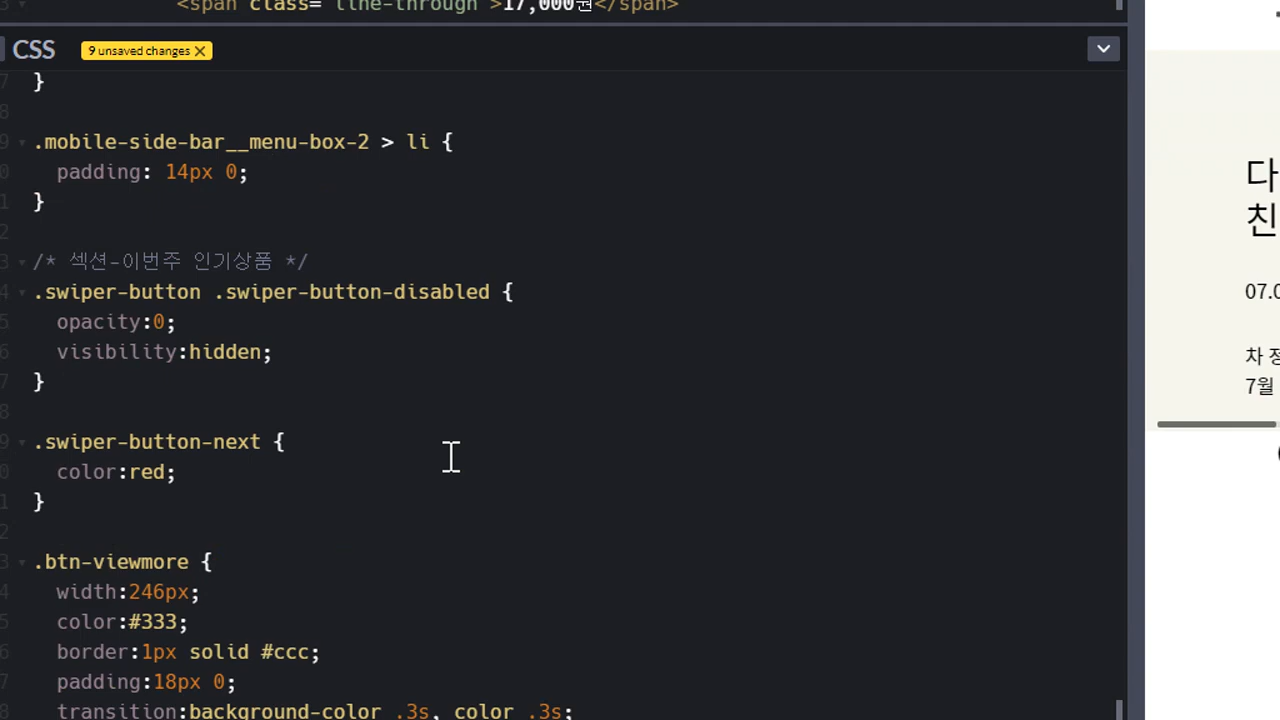 <span class="line-through">17,000원</span>
CSS 9 unsaved changes ×
}
.mobile-side-bar__menu-box-2 > li {
padding: 14px 0;
}
/* 섹션-이번주 인기상품 */
.swiper-button .swiper-button-disabled {
opacity:0;
visibility:hidden;
}
.swiper-button-next {
color:red;
}
.btn-viewmore {
width:246px;
color:#333;
border:1px solid #ccc;
padding:18px 0;
transition:background-color .3s, color .3s;
다
친
07.0
차 정
7월